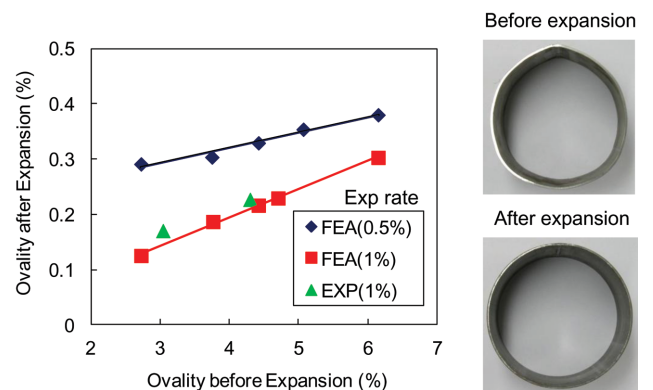 Before expansion
0.5
0.4
0.3
0.2
0.1
0
2
3
4
5
6
7
Ovality after Expansion (%)
Ovality before Expansion (%)
Exp rate
FEA(0.5%)
FEA(1%)
EXP(1%)
After expansion